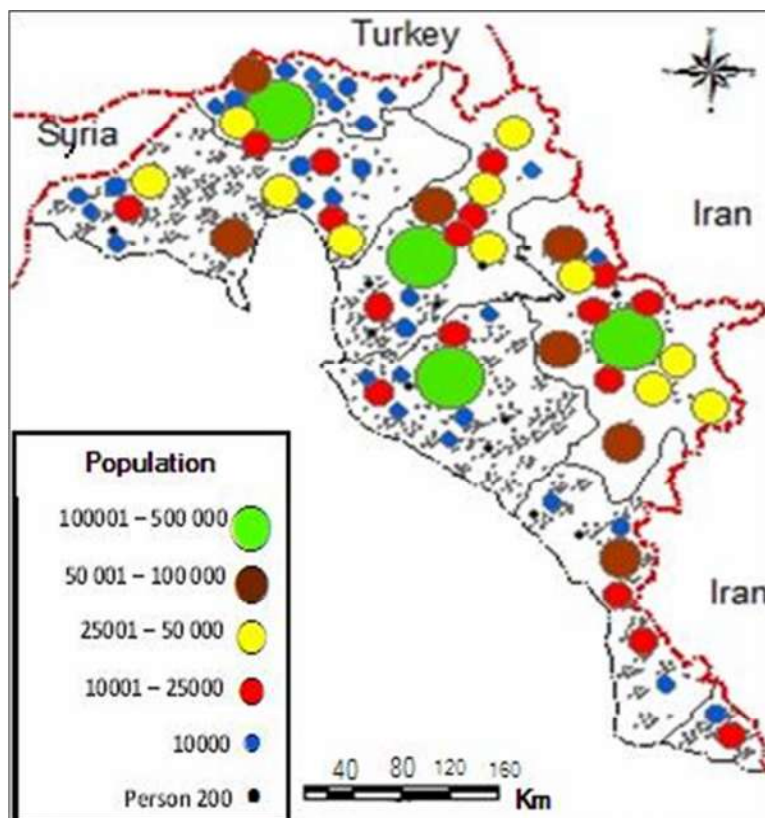 Turkey
Syria
Iran
Iran
Population
100001 – 500 000
50 001 – 100 000
25001 – 50 000
10001 – 25000
10000
Person 200
40 80 120 160
Km